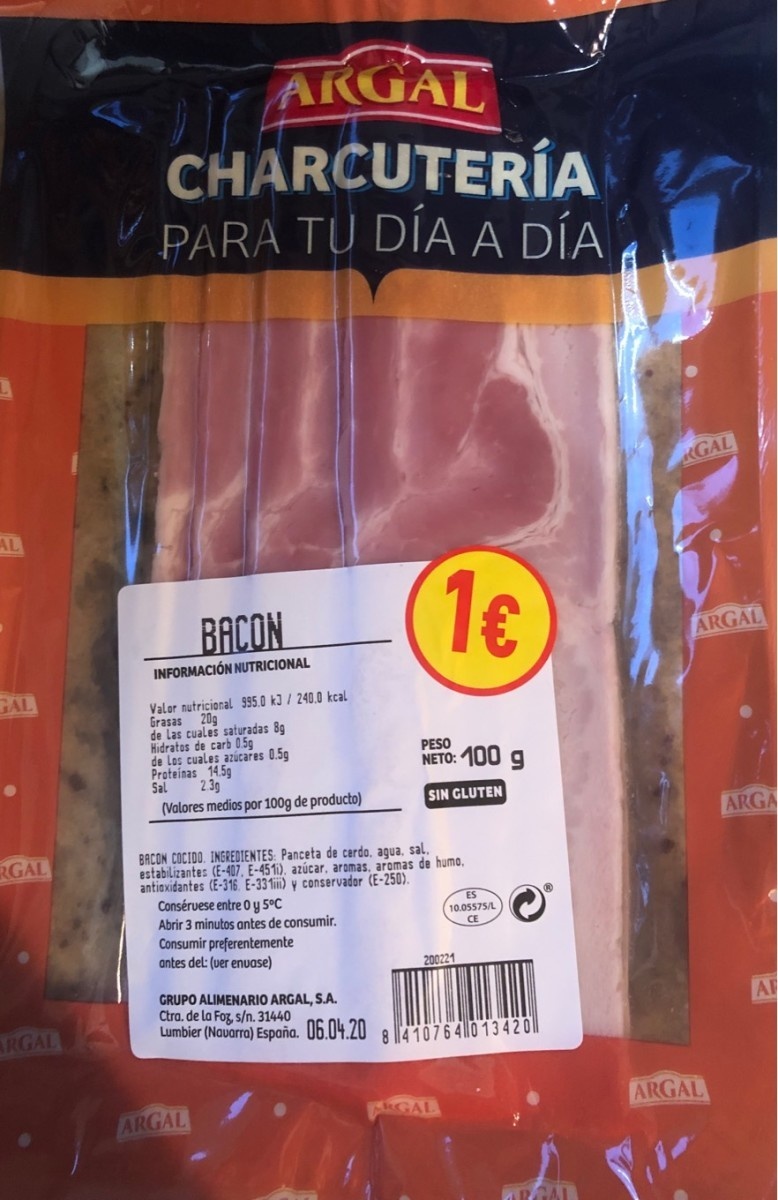 ARGAL
CHARCUTERÍA
PARA TU DÍA A DÍA
BACON
INFORMACIÓN NUTRICIONAL
Valor nutricional 995.0 kJ / 240,0 kcal
Grasas 20g
de las cuales saturadas 8g
Hidratos de carb 0.5g
de los cuales azúcares 0.5g
Proteínas 14.5g
Sal 2.3g
(Valores medios por 100g de producto)
1€
PESO
NETO: 100 g
SIN GLUTEN
BACON COCIDO. INGREDIENTES: Panceta de cerdo, agua, sal,
estabilizantes (E-407, E-451i), azúcar, aromas, aromas de humo,
antioxidantes (E-316, E-331iii) y conservador (E-250).
Consérvese entre 0 y 5ºC
Abrir 3 minutos antes de consumir.
Consumir preferentemente
antes del: (ver envase)
ES
10.05575/L
CE
®
GRUPO ALIMENARIO ARGAL, S.A.
Ctra. de la Foz, s/n. 31440
Lumbier (Navarra) España. 06.04.20
200221
8 410764 013420
RGAL
ARGAL
ARGA
AR
ARGAL
ARGAL
ARGAL
ARGAL
L
AL
GAL
RGAL
ARGAL